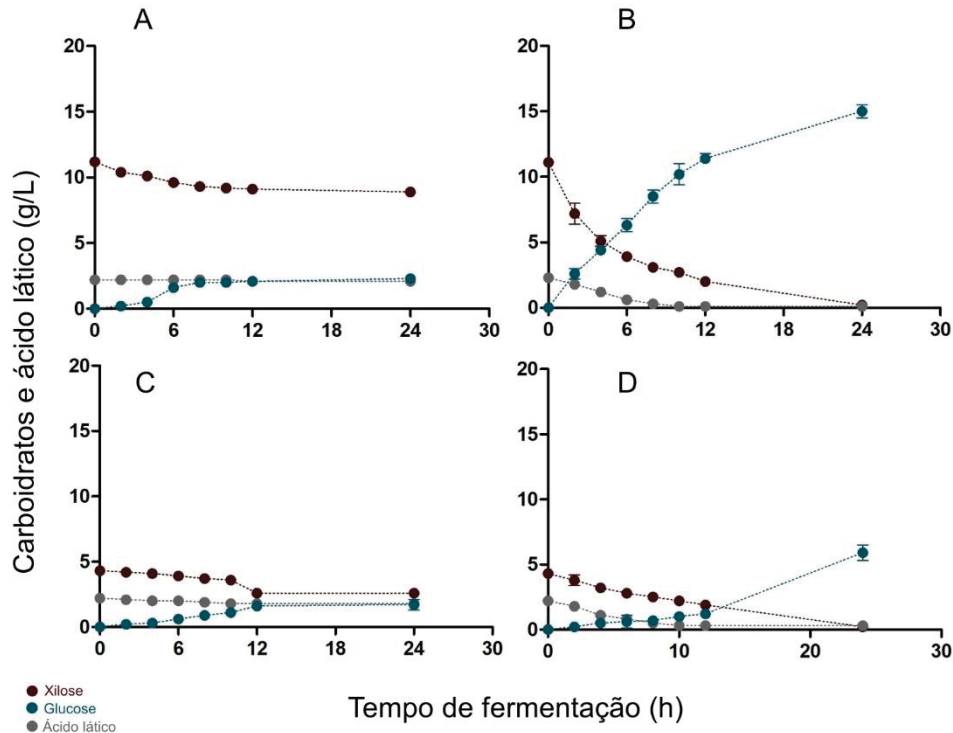 A
20
15
10
5
0
0 6 12 18 24 30
B
20
15
10
5
0
0 6 12 18 24 30
C
20
15
10
5
0
0 6 12 18 24 30
D
20
15
10
5
0
0 10 20 30
Carboidratos e ácido lático (g/L)
Tempo de fermentação (h)
Xilose
Glucose
Ácido lático